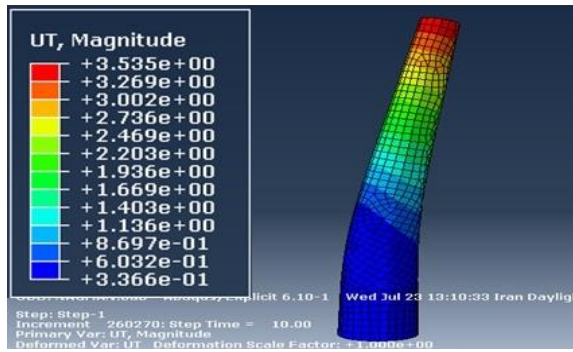 UT, Magnitude
+3.535e+00
+3.269e+00
+3.002e+00
+2.736e+00
+2.469e+00
+2.203e+00
+1.936e+00
+1.669e+00
+1.403e+00
+1.136e+00
+8.697e-01
+6.032e-01
+3.366e-01
Explicit 6.10-1 Wed Jul 23 13:10:33 Iran Daylig
Step: Step-1
Increment 260270: Step Time = 10.00
Primary Var: UT, Magnitude
Deformed Var: UT Deformation Scale Factor: +1.000e+00